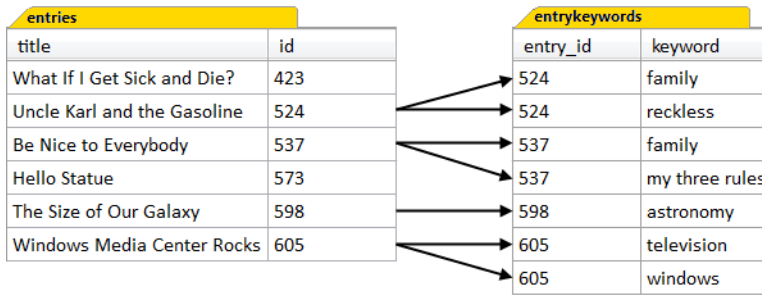 entries
title id
What If I Get Sick and Die? 423
Uncle Karl and the Gasoline 524
Be Nice to Everybody 537
Hello Statue 573
The Size of Our Galaxy 598
Windows Media Center Rocks 605
entrykeywords
entry_id keyword
524 family
524 reckless
537 family
537 my three rules
598 astronomy
605 television
605 windows